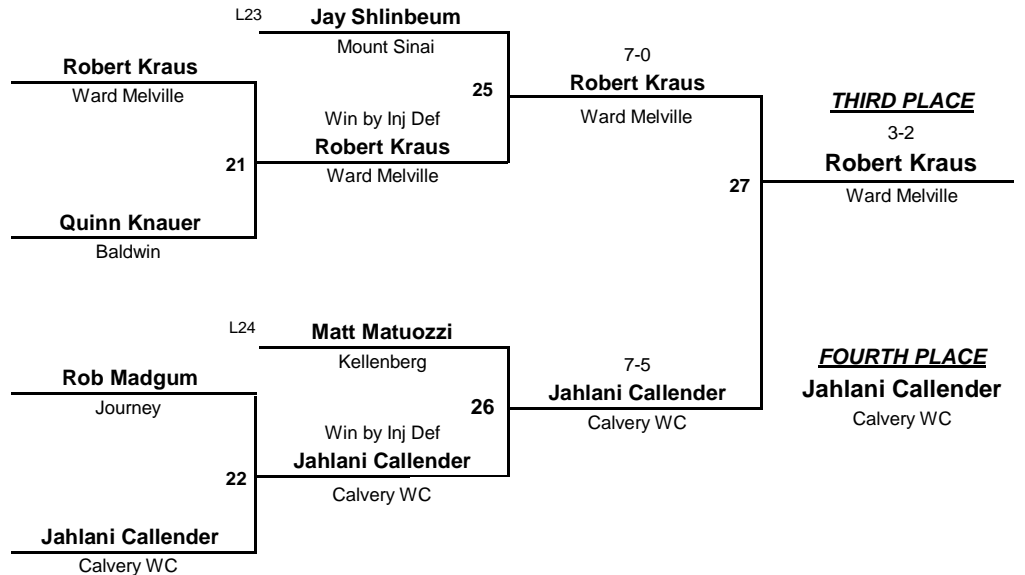 L23
Jay Shlinbeum
Mount Sinai
Robert Kraus
Ward Melville
25
7-0
Robert Kraus
Ward Melville
Win by Inj Def
Robert Kraus
Ward Melville
21
Quinn Knauer
Baldwin
THIRD PLACE
3-2
Robert Kraus
Ward Melville
27
L24
Matt Matuozzi
Kellenberg
Rob Madgum
Journey
26
7-5
Jahlani Callender
Calvery WC
Win by Inj Def
Jahlani Callender
Calvery WC
22
Jahlani Callender
Calvery WC
FOURTH PLACE
Jahlani Callender
Calvery WC